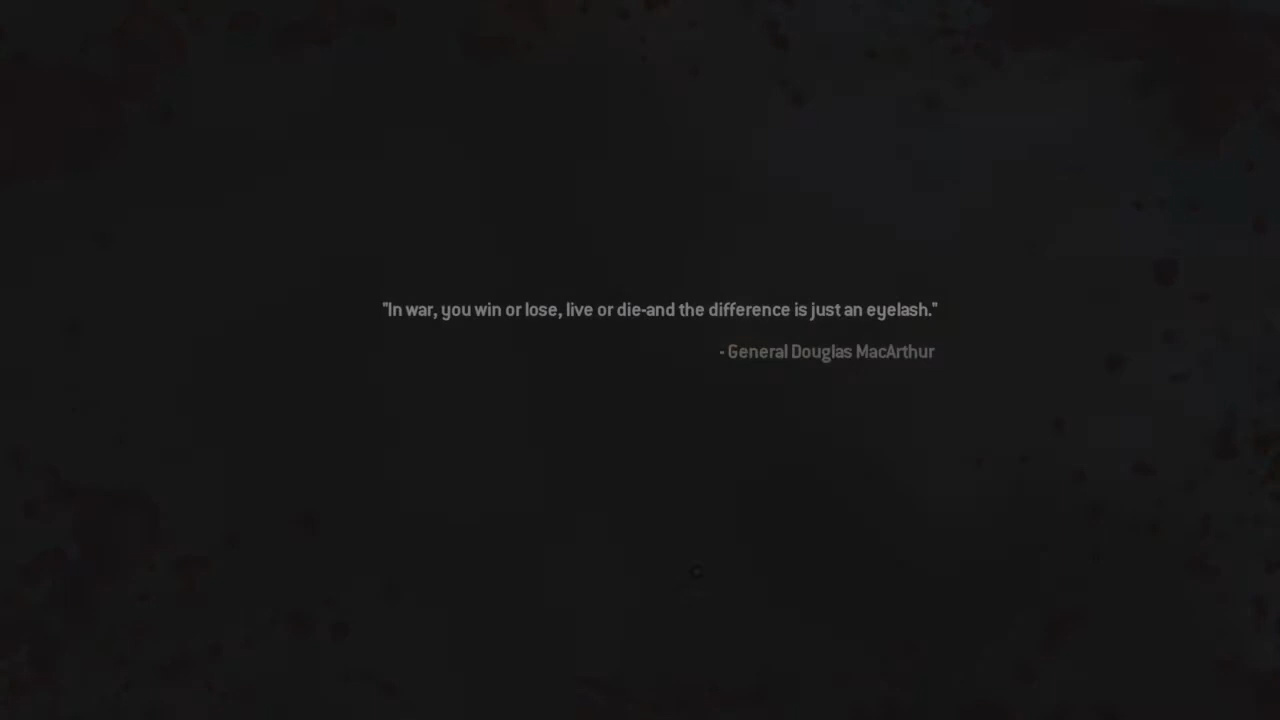 "In war, you win or lose, live or die-and the difference is just an eyelash."
- General Douglas MacArthur